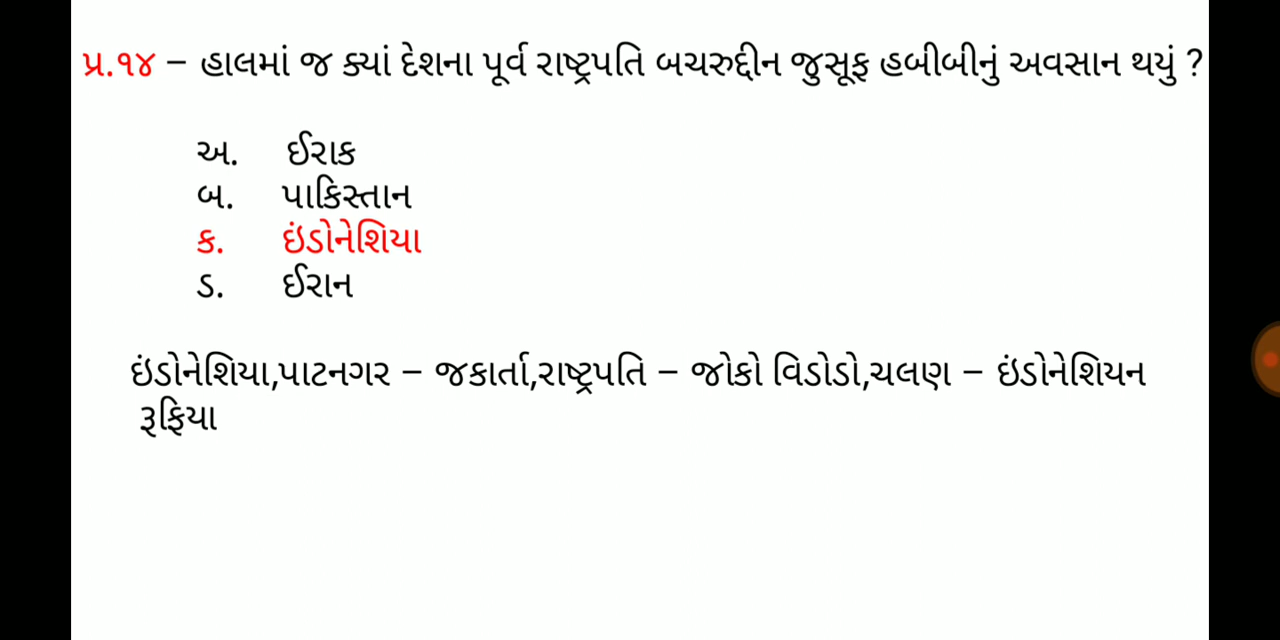 પ્ર.૧૪ – હાલમાં જ ક્યાં દેશના પૂર્વ રાષ્ટ્રપતિ બચરુદ્દીન જુસૂફ હબીબીનું અવસાન થયું ?
અ. ઈરાક
બ. પાકિસ્તાન
ક. ઇંડોનેશિયા
ડ. ઈરાન
ઇંડોનેશિયા,પાટનગર – જકાર્તા,રાષ્ટ્રપતિ – જોકો વિડોડો,ચલણ – ઇંડોનેશિયન
રૂફિયા